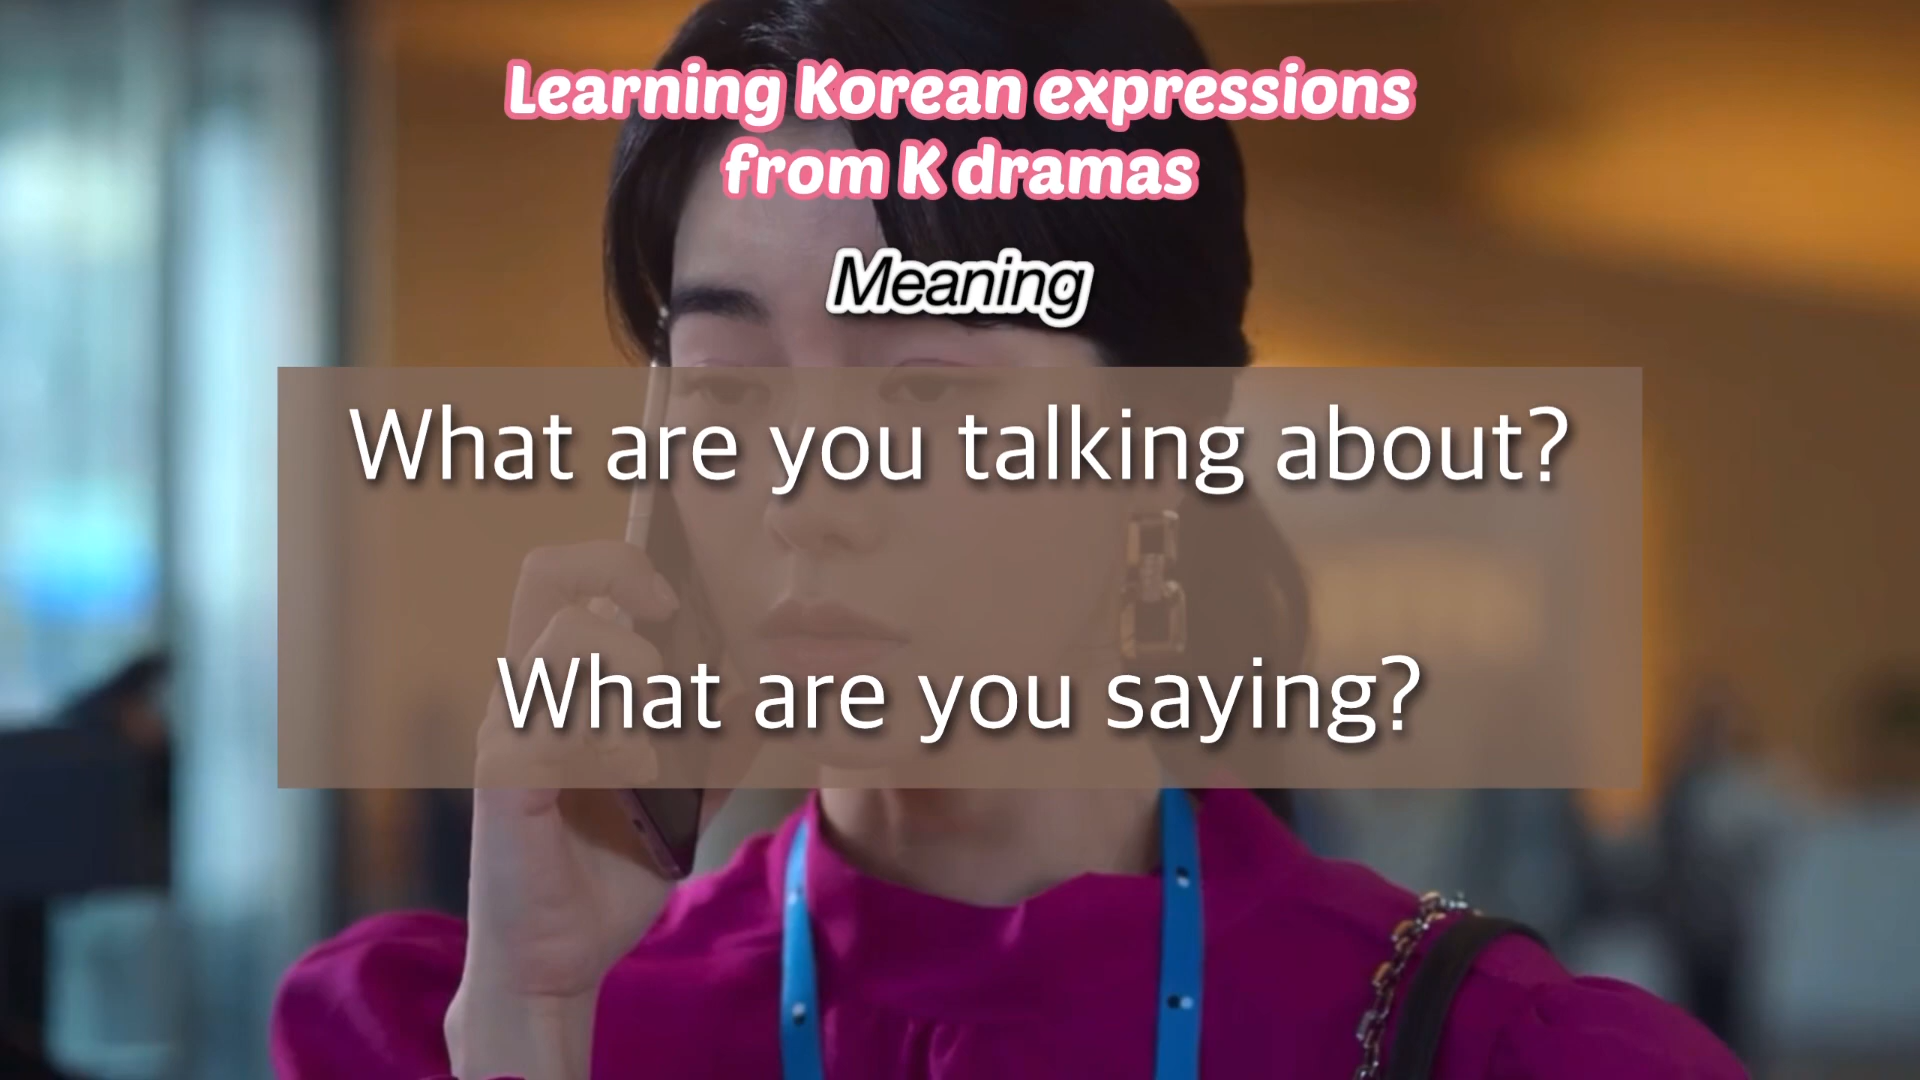 Learning Korean expressions
from K dramas
Meaning
What are you talking about?
What are you saying?